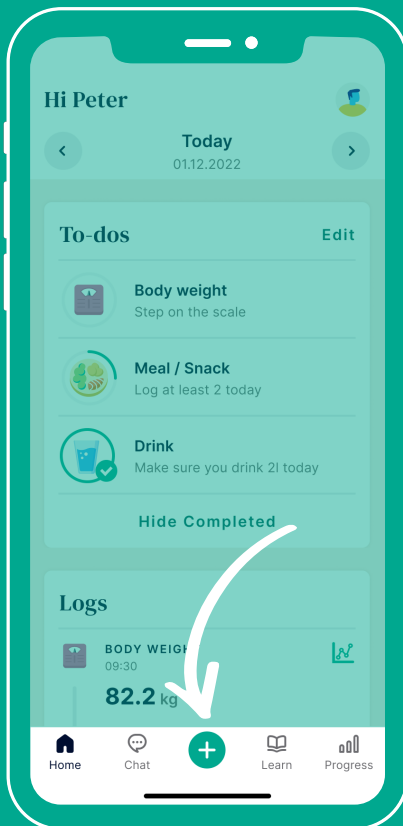 Hi Peter
Today
01.12.2022
To-dos
Edit
Body weight
Step on the scale
Meal / Snack
Log at least 2 today
Drink
Make sure you drink 2l today
Hide Completed
Logs
BODY WEIGH
09:30
82.2 kg
Home
Chat
Learn
Progress